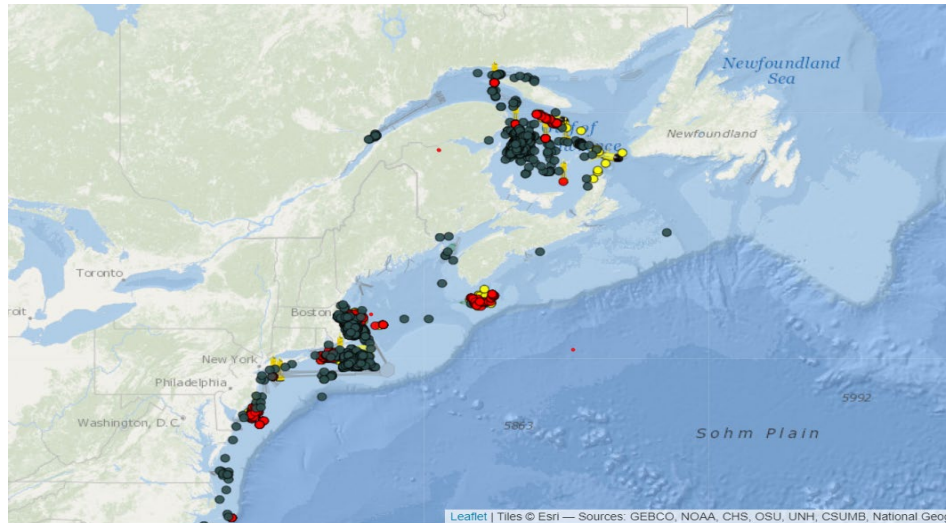 Newfoundland
Sea
Newfoundland
Toronto
Boston
New York
Philadelphia
Washington, D.C.
5992
5863
Sohm Plain
Leaflet | Tiles © Esri — Sources: GEBCO, NOAA, CHS, OSU, UNH, CSUMB, National Geog